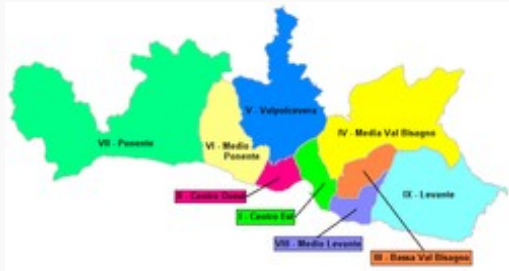 V - Valpolcevera
IV - Media Val Bisagno
VII - Ponente
VI - Medio
Ponente
II - Centro Ovest
IX - Levante
I - Centro Est
VIII - Medio Levante
III - Bassa Val Bisagno